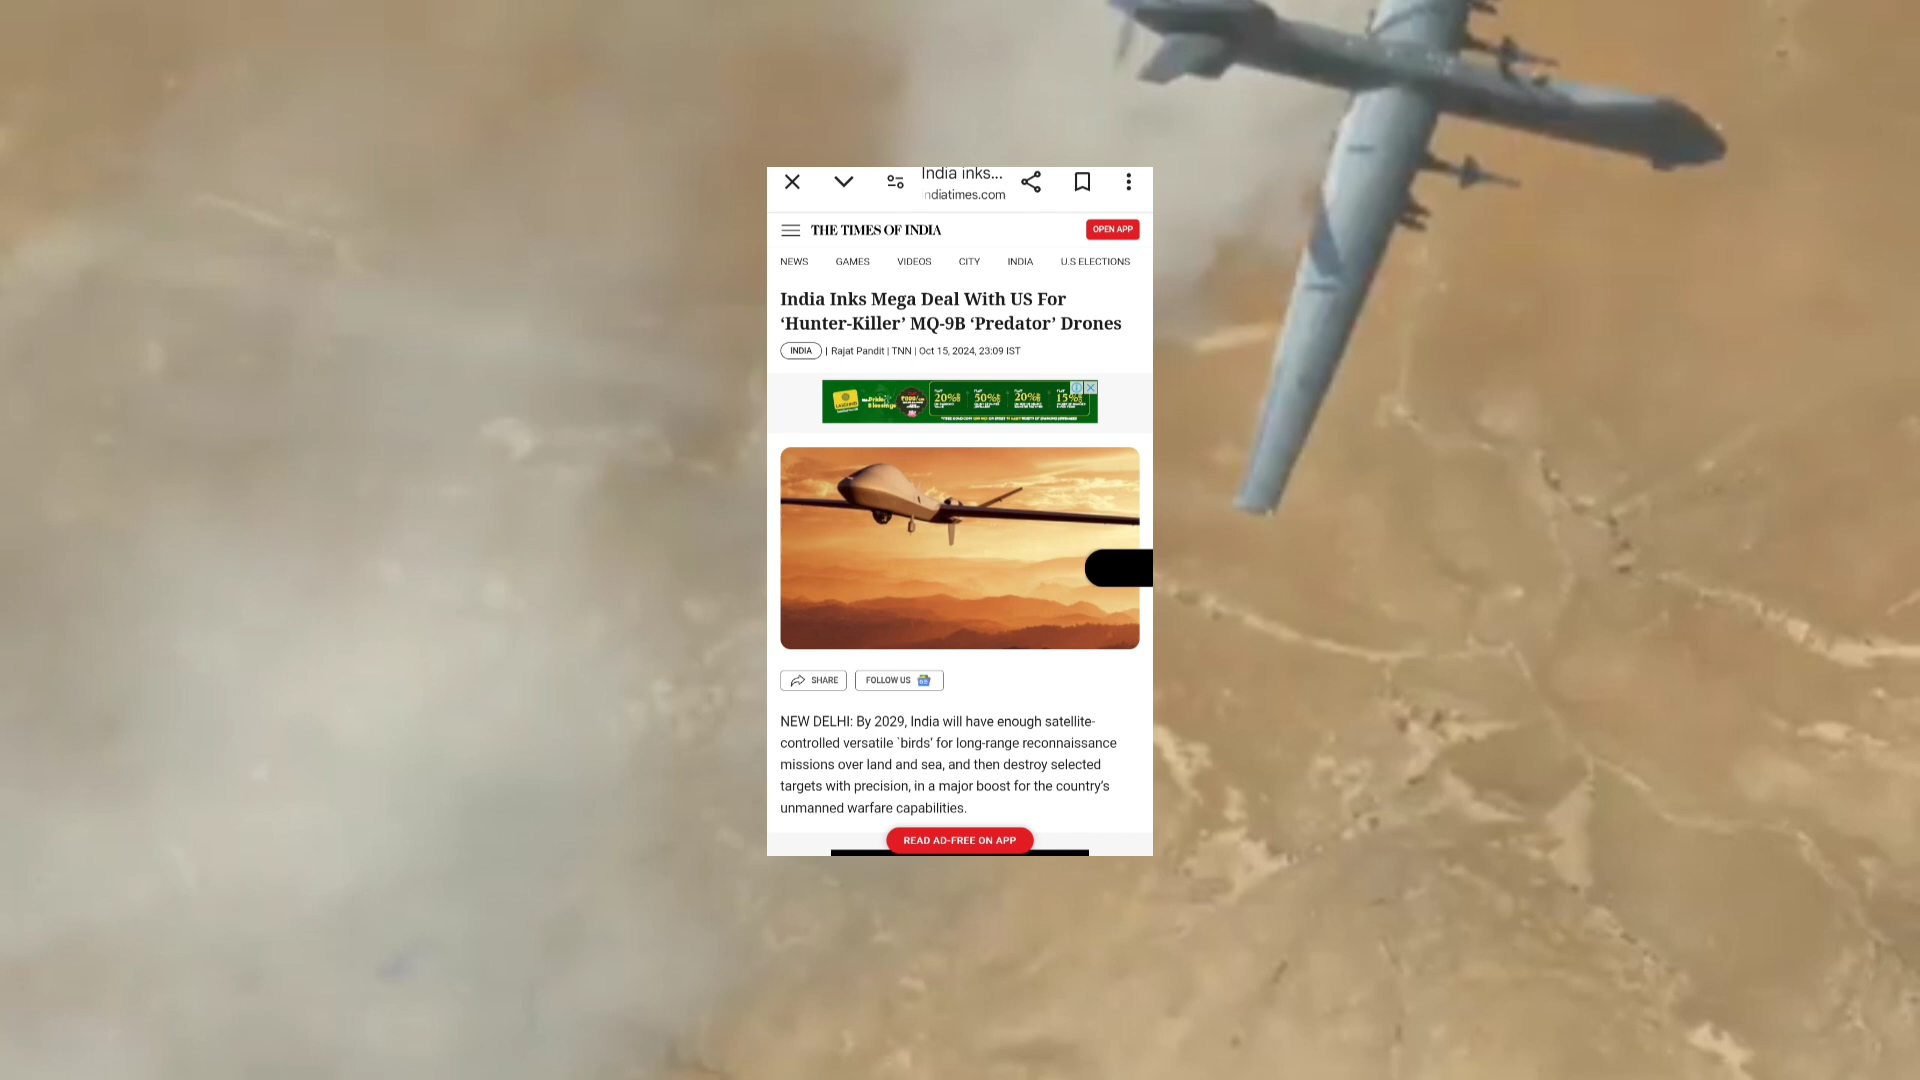 India inks...
ndiatimes.com
THE TIMES OF INDIA
OPEN APP
NEWS GAMES VIDEOS CITY INDIA U.S ELECTIONS
India Inks Mega Deal With US For
‘Hunter-Killer’ MQ-9B ‘Predator’ Drones
INDIA | Rajat Pandit | TNN | Oct 15, 2024, 23:09 IST
20% 50% 20% 15%
SHARE FOLLOW US
NEW DELHI: By 2029, India will have enough satellite-
controlled versatile `birds’ for long-range reconnaissance
missions over land and sea, and then destroy selected
targets with precision, in a major boost for the country’s
unmanned warfare capabilities.
READ AD-FREE ON APP